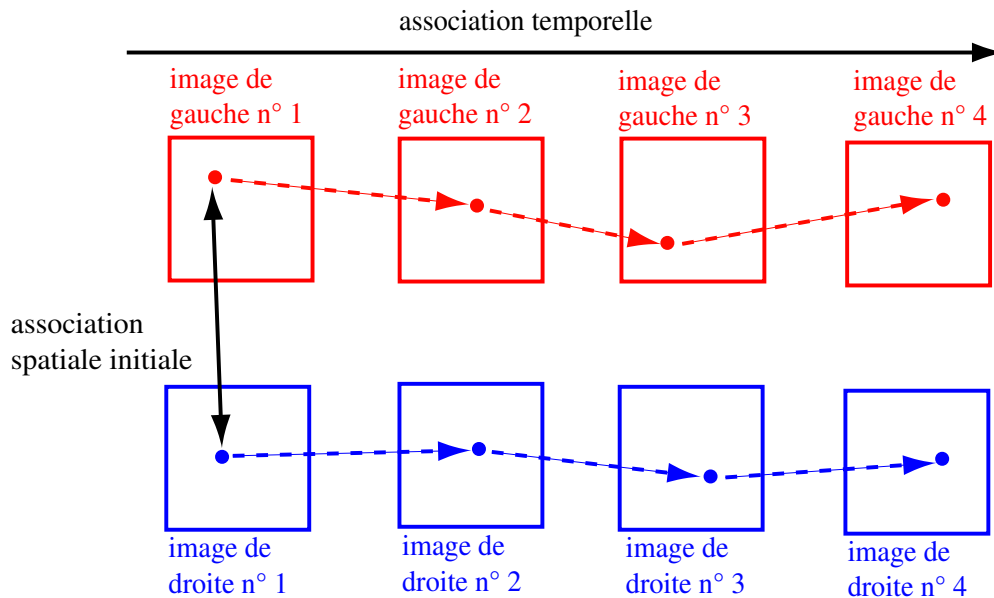 association temporelle
image de
gauche n° 1
image de
gauche n° 2
image de
gauche n° 3
image de
gauche n° 4
association
spatiale initiale
image de
droite n° 1
image de
droite n° 2
image de
droite n° 3
image de
droite n° 4